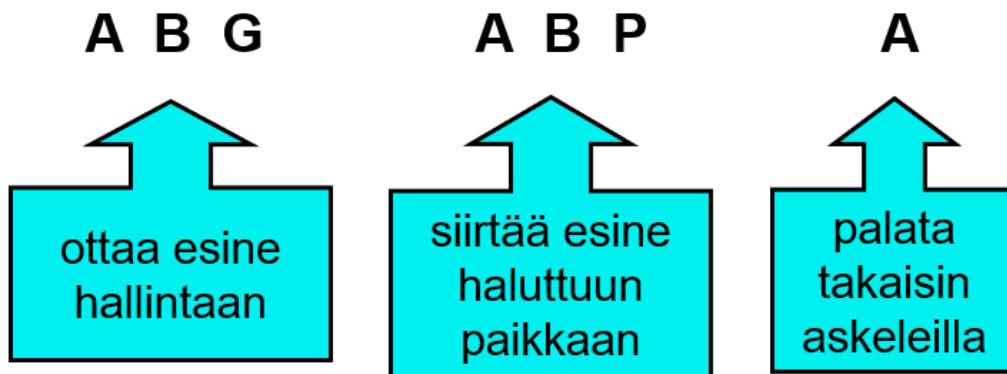 A B G
A B P
A
ottaa esine
hallintaan
siirtää esine
haluttuun
paikkaan
palata
takaisin
askeleilla